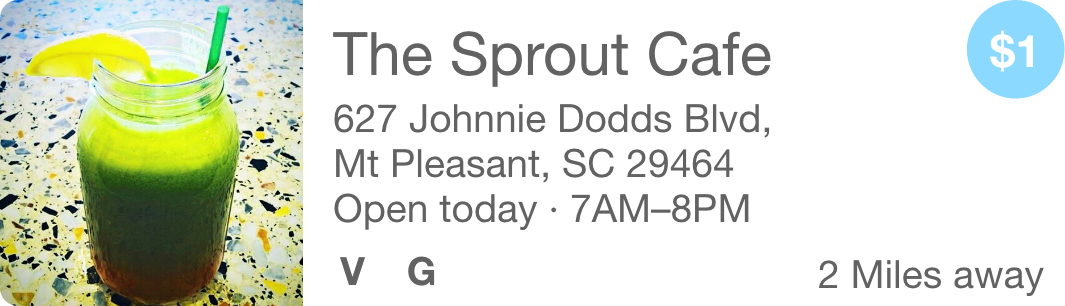 The Sprout Cafe
$1
627 Johnnie Dodds Blvd,
Mt Pleasant, SC 29464
Open today · 7AM–8PM
V G
2 Miles away